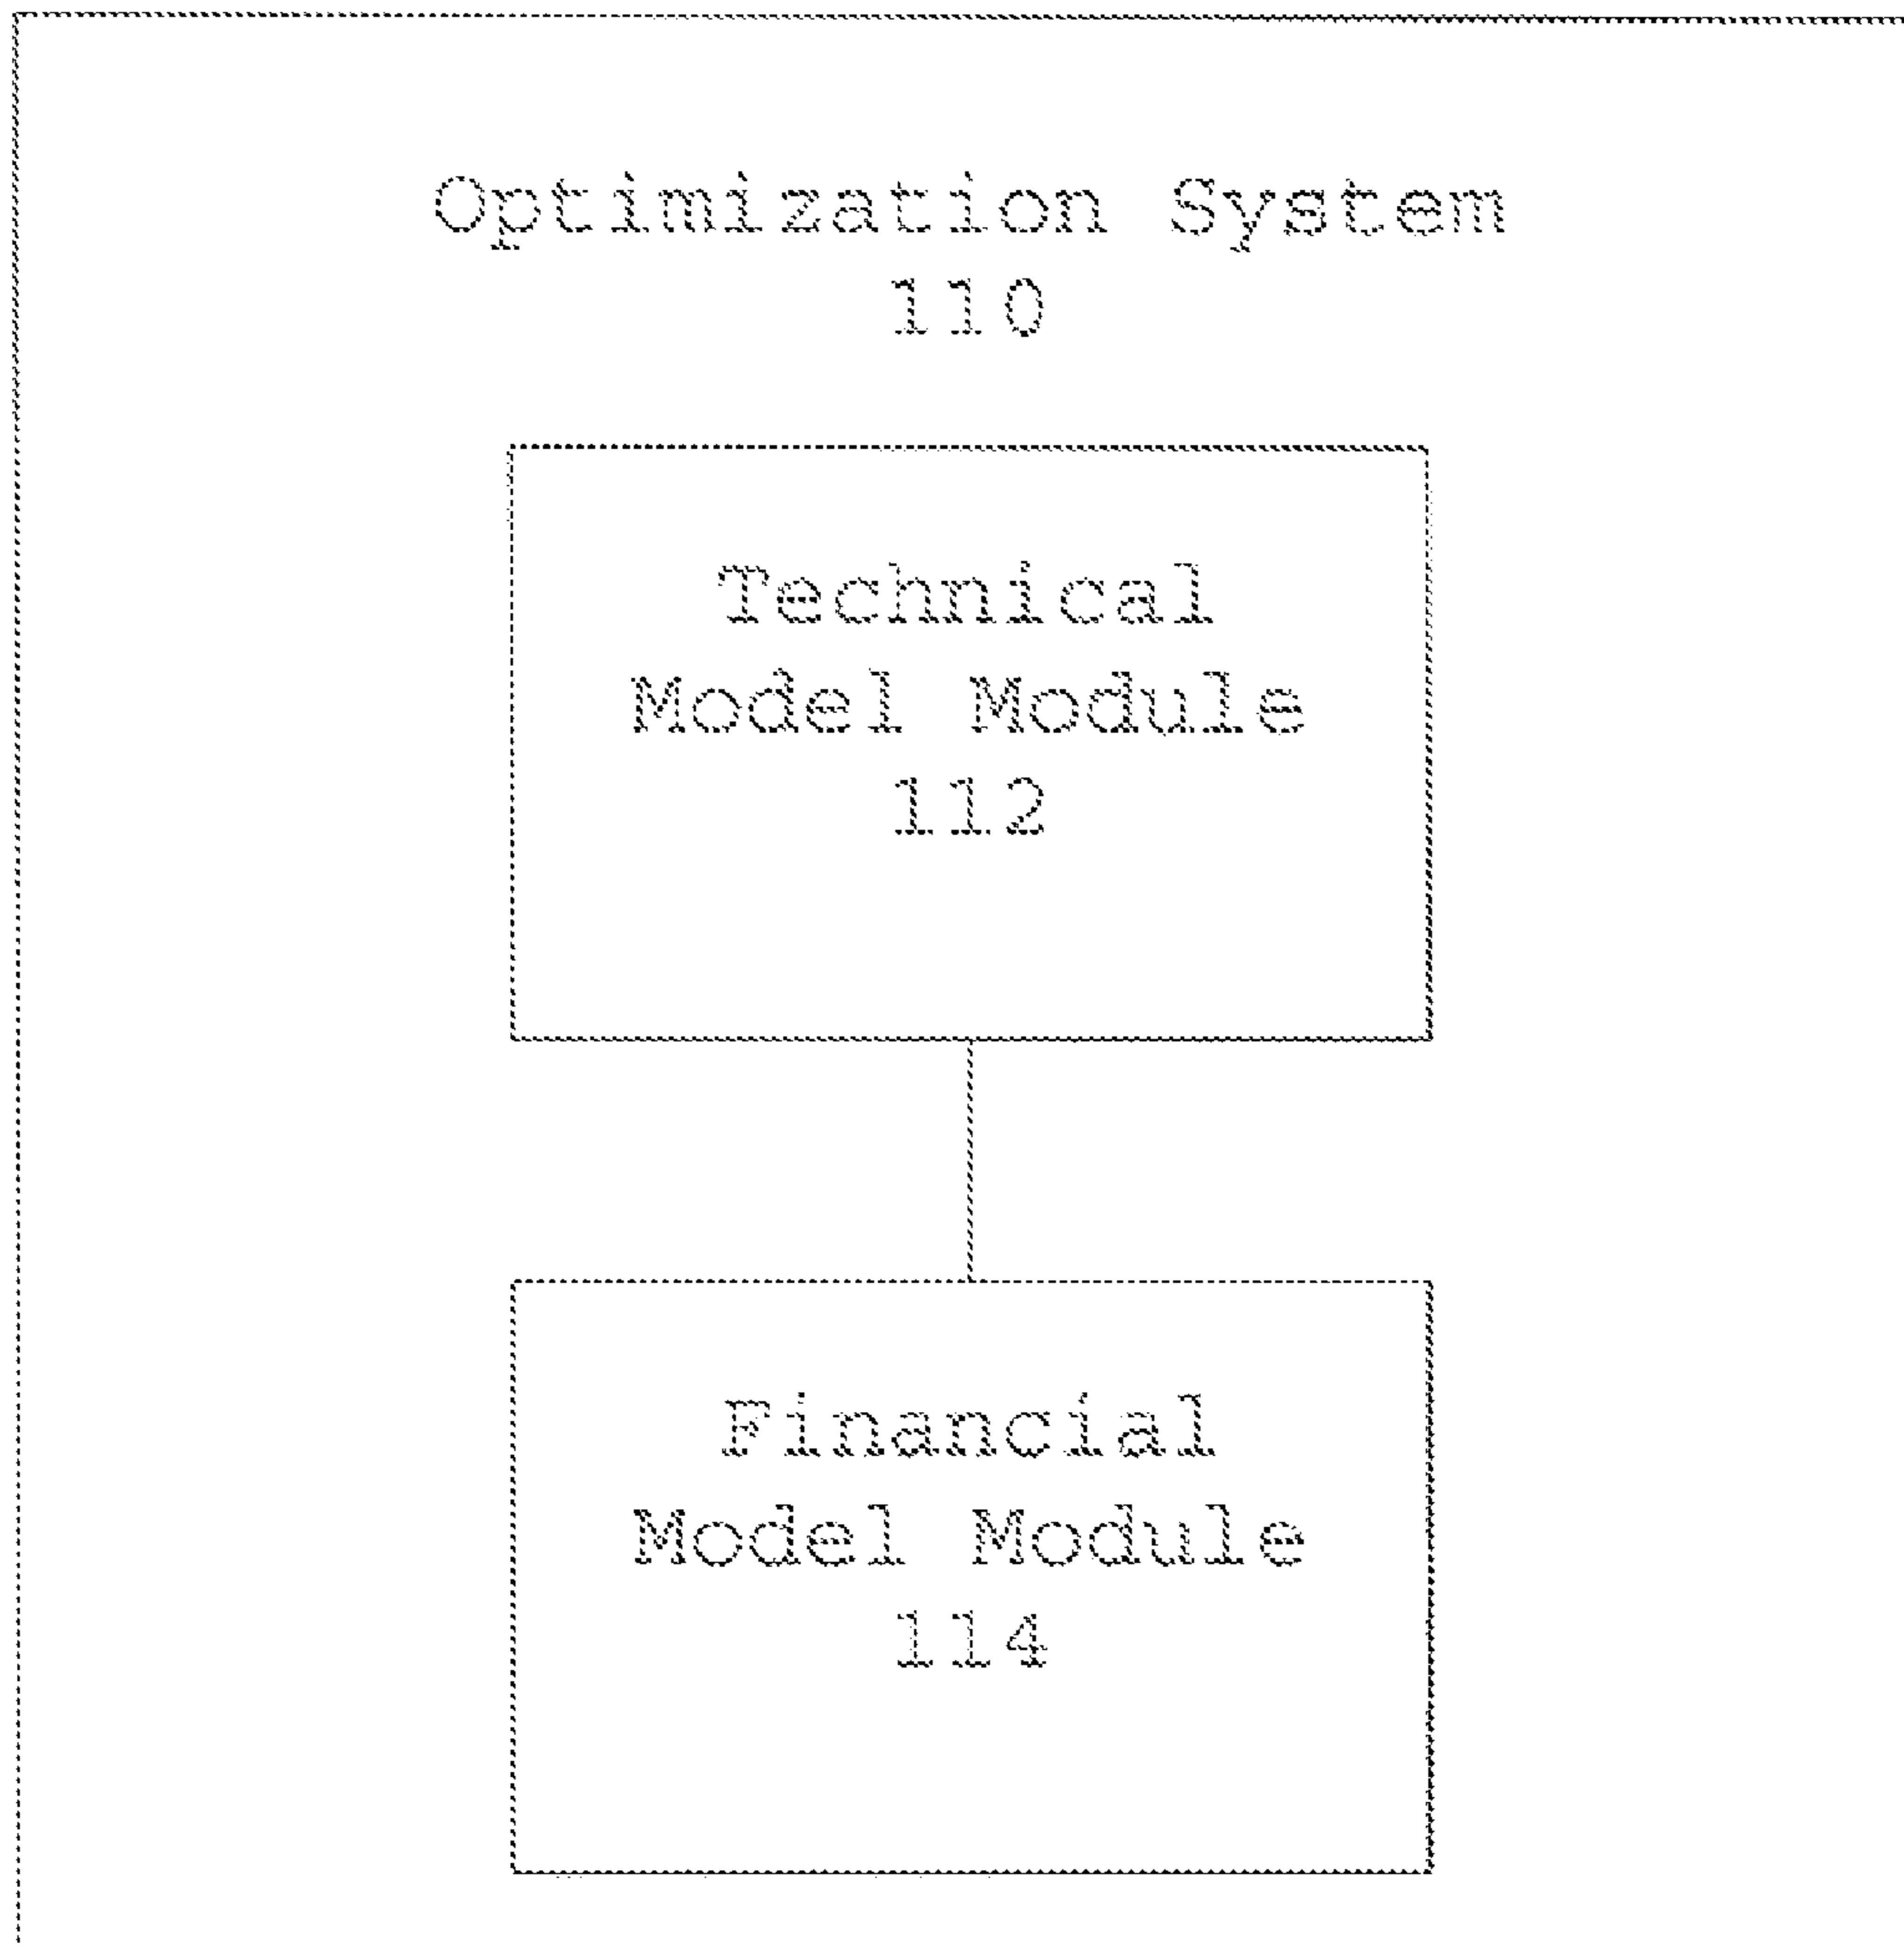 Optimization System
110
Technical
Model Module
112
Financial
Model Module
114